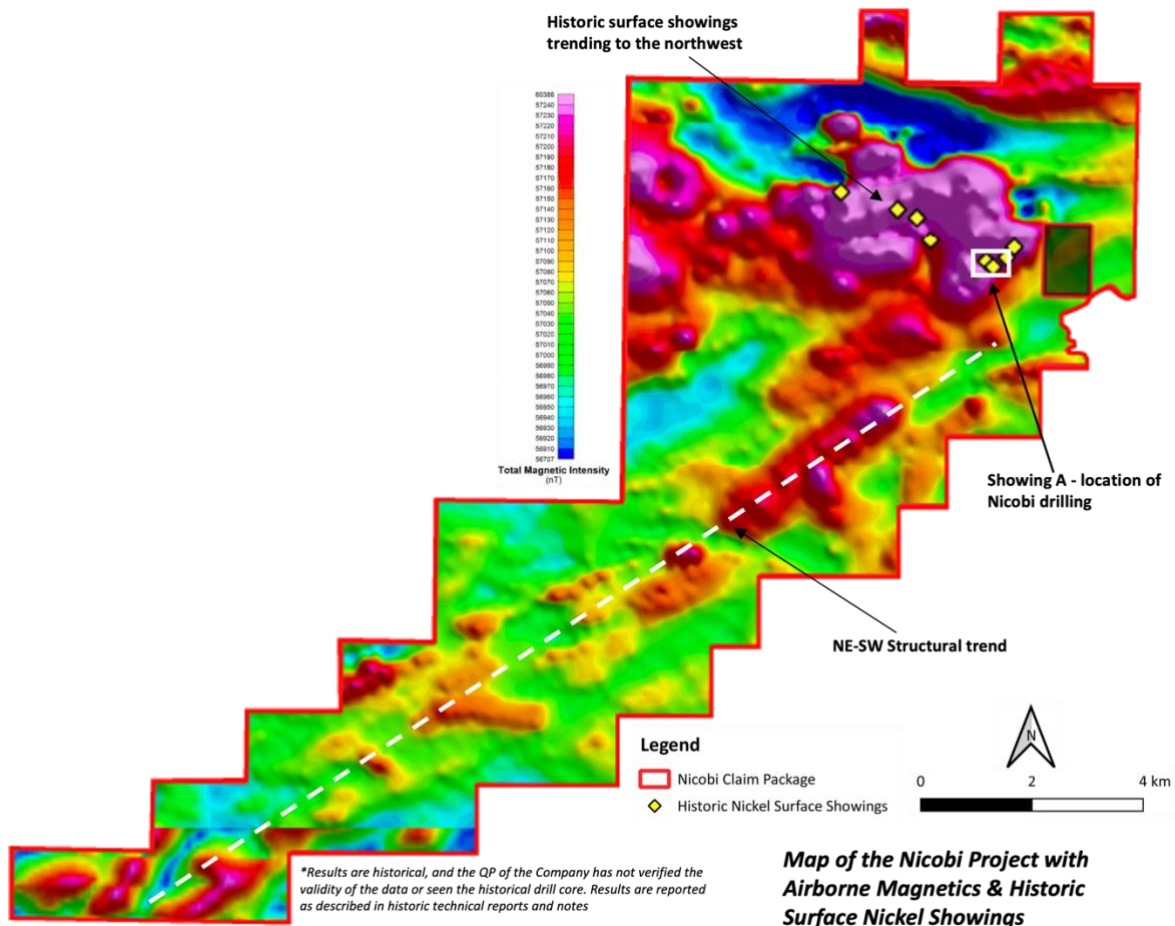 Historic surface showings
trending to the northwest
60386
57240
57230
57220
57210
57200
57190
57180
57170
57160
57150
57140
57130
57120
57110
57100
57090
57080
57070
57060
57050
57040
57030
57020
57010
57000
56990
56980
56970
56960
56950
56940
56930
56920
56910
56707
Total Magnetic Intensity
(nT)
Showing A - location of
Nicobi drilling
NE-SW Structural trend
N
Legend
Nicobi Claim Package
Historic Nickel Surface Showings
0 2 4 km
*Results are historical, and the QP of the Company has not verified the
validity of the data or seen the historical drill core. Results are reported
as described in historic technical reports and notes
Map of the Nicobi Project with
Airborne Magnetics & Historic
Surface Nickel Showings